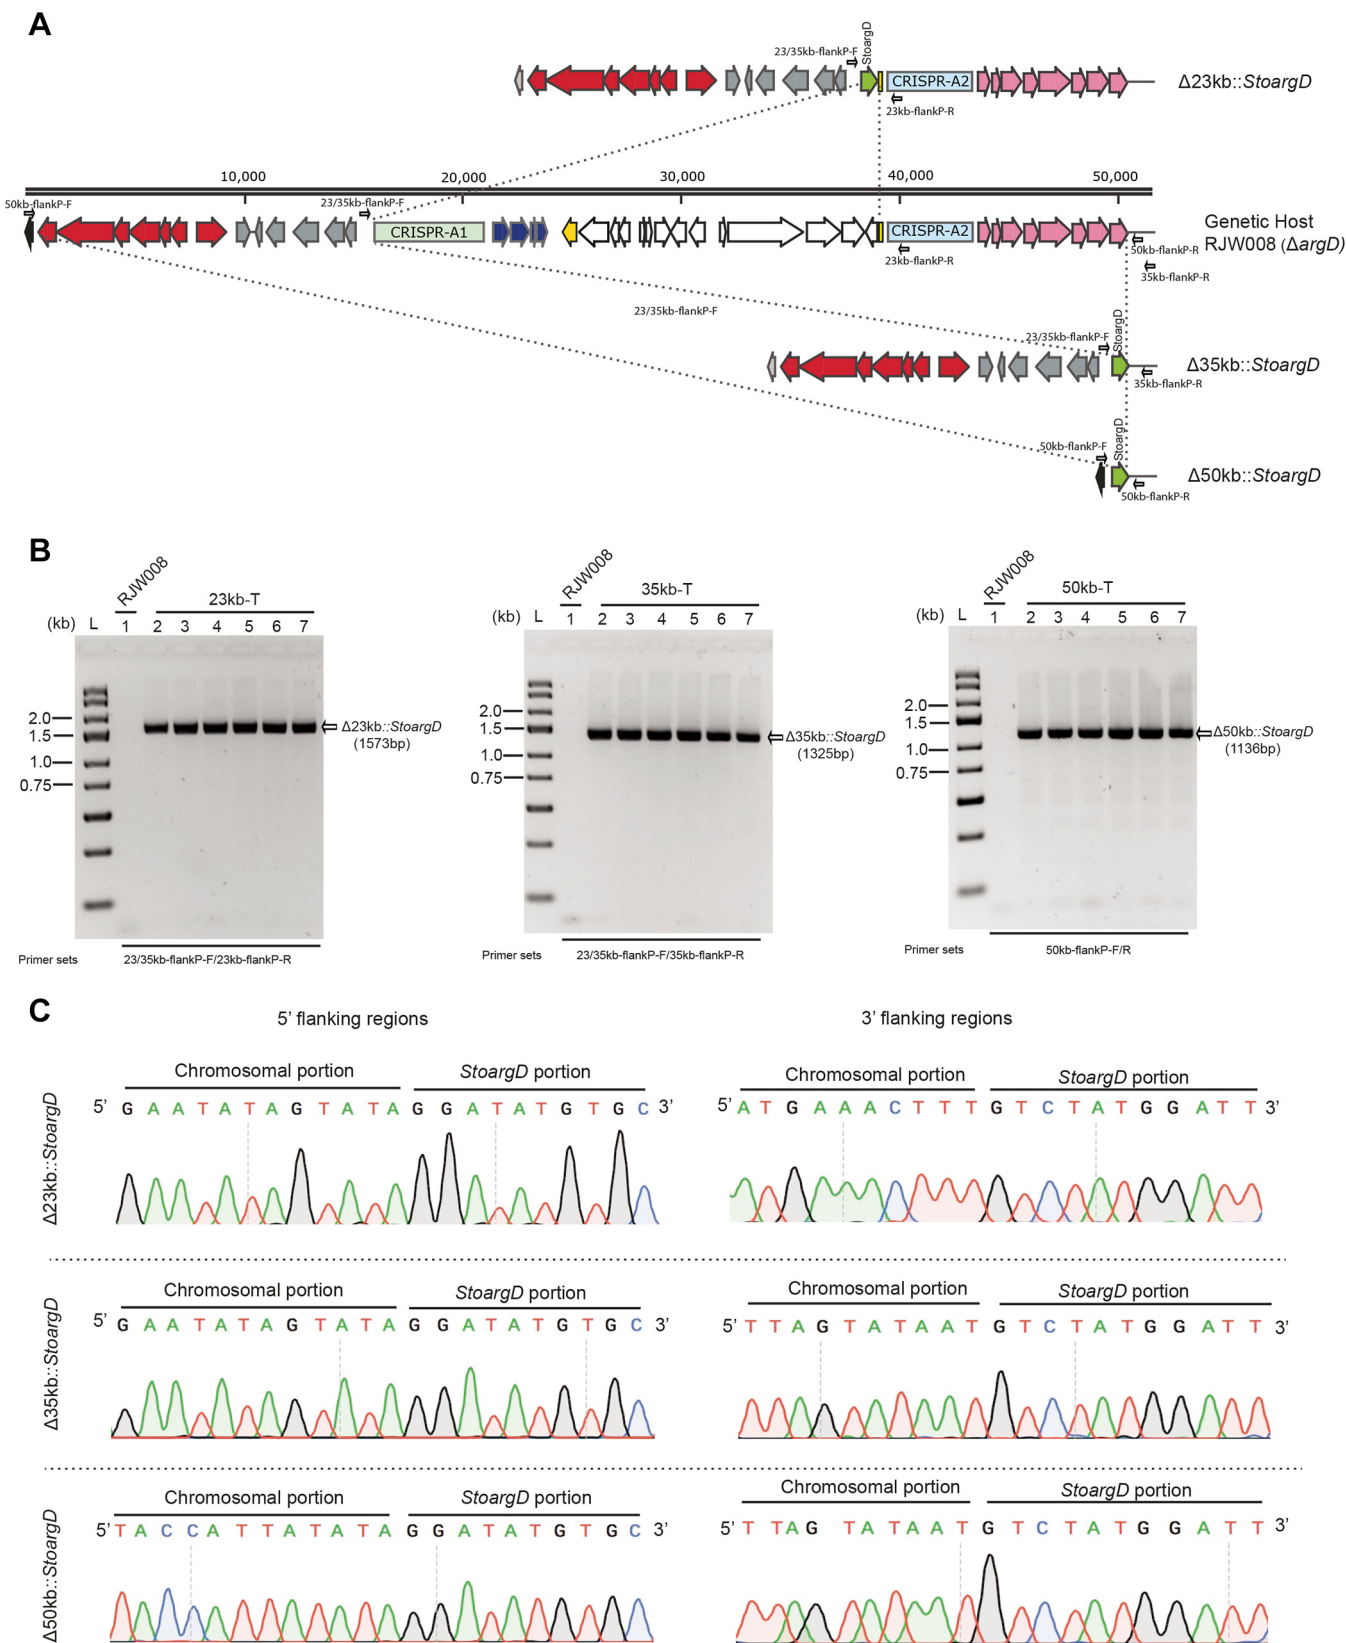 A
23/35kb-flankP-F
StoargD
CRISPR-A2
23kb-flankP-R
Δ23kb::StoargD
10,000
20,000
30,000
40,000
50,000
50kb-flankP-F
23/35kb-flankP-F
CRISPR-A1
CRISPR-A2
23kb-flankP-R
Genetic Host
RJW008 (ΔargD)
50kb-flankP-R
35kb-flankP-R
23/35kb-flankP-F
23/35kb-flankP-F
StoargD
35kb-flankP-R
Δ35kb::StoargD
50kb-flankP-F
StoargD
50kb-flankP-R
Δ50kb::StoargD
B
RJW008
23kb-T
(kb) L 1 2 3 4 5 6 7
2.0
1.5
1.0
0.75
Δ23kb::StoargD
(1573bp)
Primer sets
23/35kb-flankP-F/23kb-flankP-R
RJW008
35kb-T
(kb) L 1 2 3 4 5 6 7
2.0
1.5
1.0
0.75
Δ35kb::StoargD
(1325bp)
Primer sets
23/35kb-flankP-F/35kb-flankP-R
RJW008
50kb-T
(kb) L 1 2 3 4 5 6 7
2.0
1.5
1.0
0.75
Δ50kb::StoargD
(1136bp)
Primer sets
50kb-flankP-F/R
C
5’ flanking regions
3’ flanking regions
Δ23kb::StoargD
Chromosomal portion
StoargD portion
5’ G A A T A T A G T A T A G G A T A T G T G C 3’
Chromosomal portion
StoargD portion
5’ A T G A A A C T T T G T C T A T G G A T T 3’
Δ35kb::StoargD
Chromosomal portion
StoargD portion
5’ G A A T A T A G T A T A G G A T A T G T G C 3’
Chromosomal portion
StoargD portion
5’ T T A G T A T A A T G T C T A T G G A T T 3’
Δ50kb::StoargD
Chromosomal portion
StoargD portion
5’ T A C C A T T A T A T A G G A T A T G T G C 3’
Chromosomal portion
StoargD portion
5’ T T A G T A T A A T G T C T A T G G A T T 3’